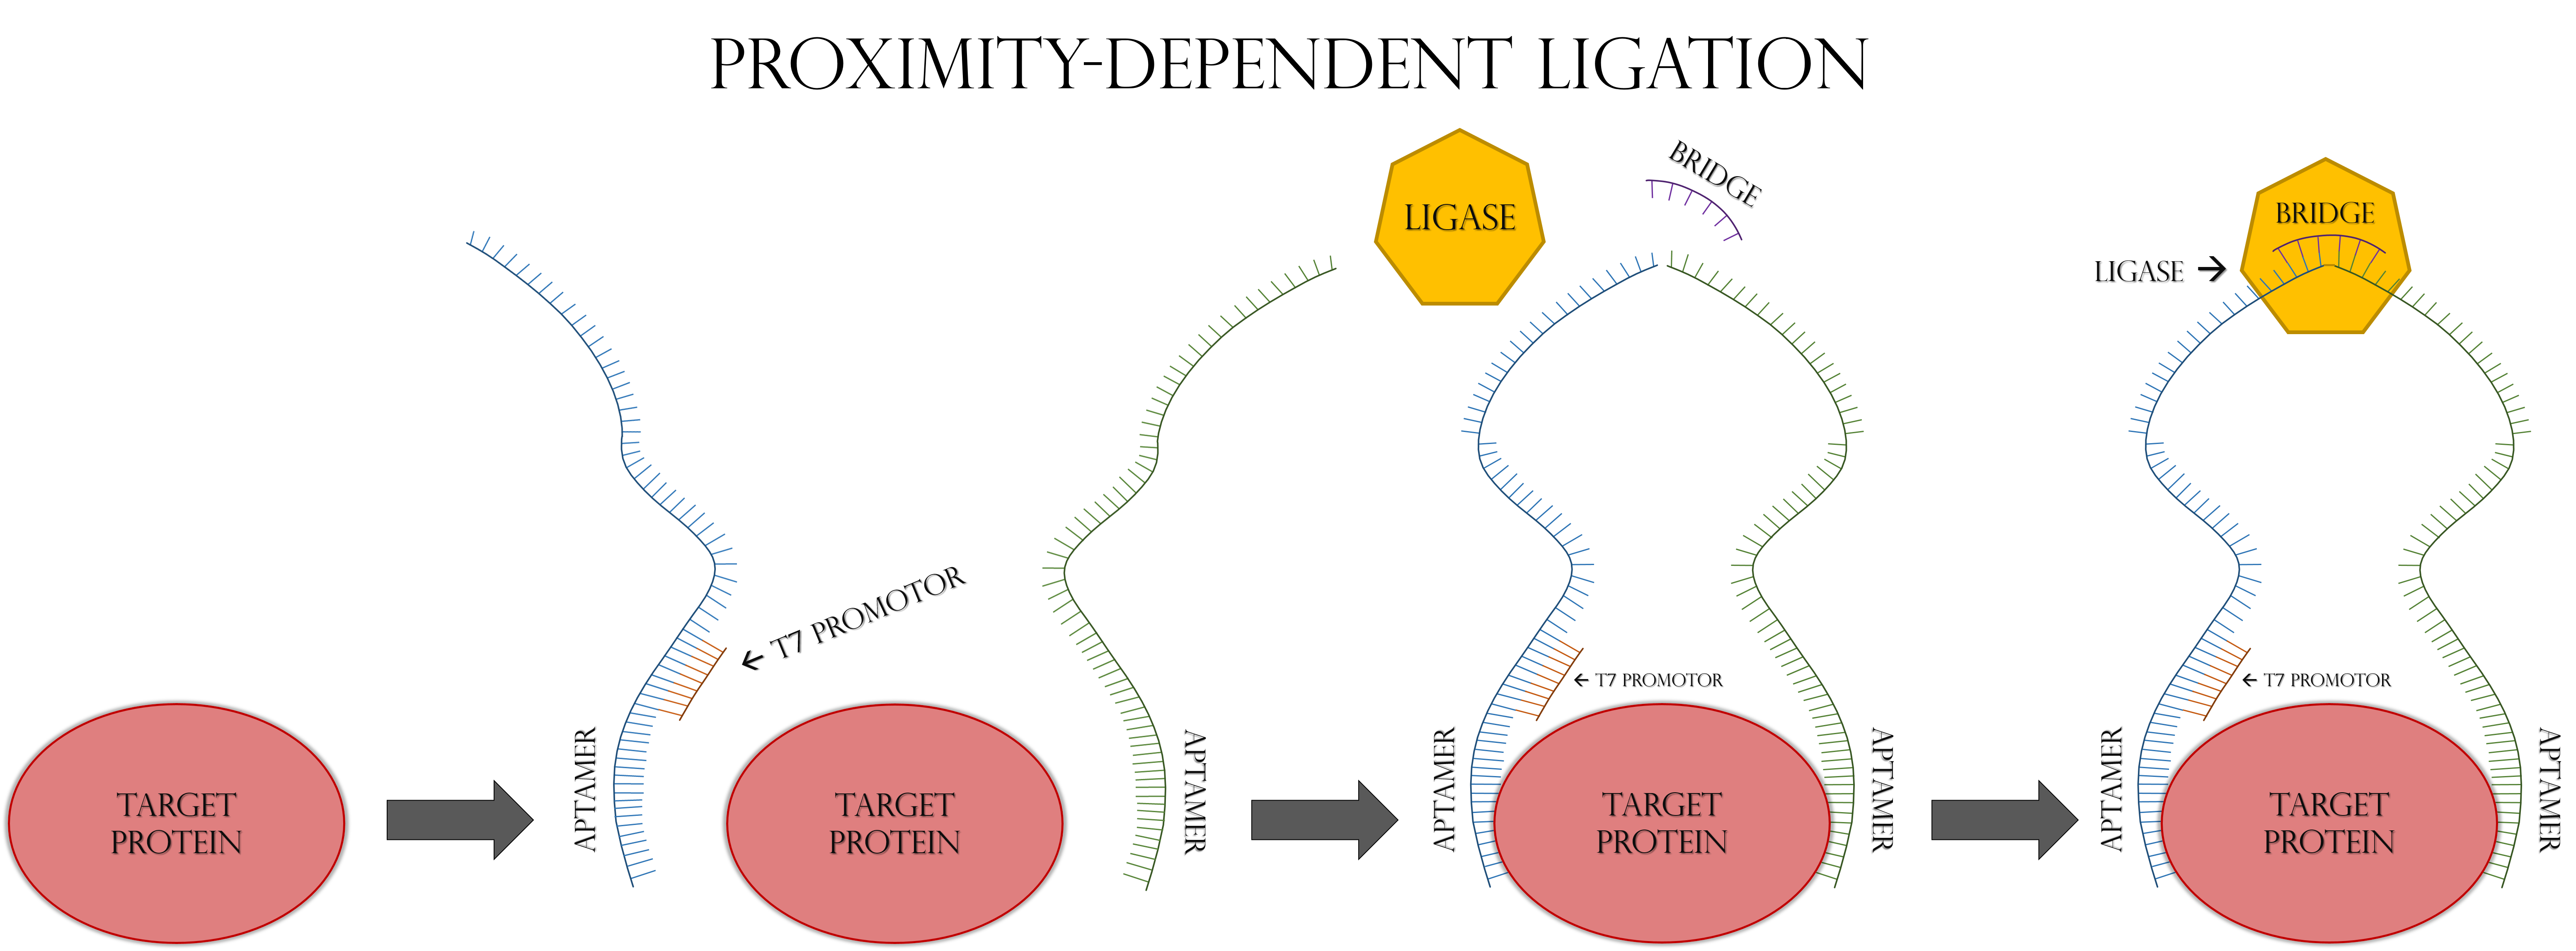 PROXIMITY-DEPENDENT LIGATION
TARGET
PROTEIN
APTAMER
← T7 PROMOTOR
TARGET
PROTEIN
APTAMER
LIGASE
BRIDGE
APTAMER
← T7 PROMOTOR
TARGET
PROTEIN
APTAMER
BRIDGE
LIGASE →
APTAMER
← T7 PROMOTOR
TARGET
PROTEIN
APTAMER